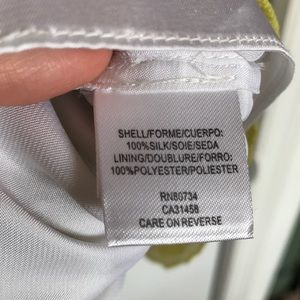 SHELL/FORME/CUERPO:
100%SILK/SOIE/SEDA
LINING/DOUBLURE/FORRO:
100%POLYESTER/POLIESTER
RN80734
CA31458
CARE ON REVERSE